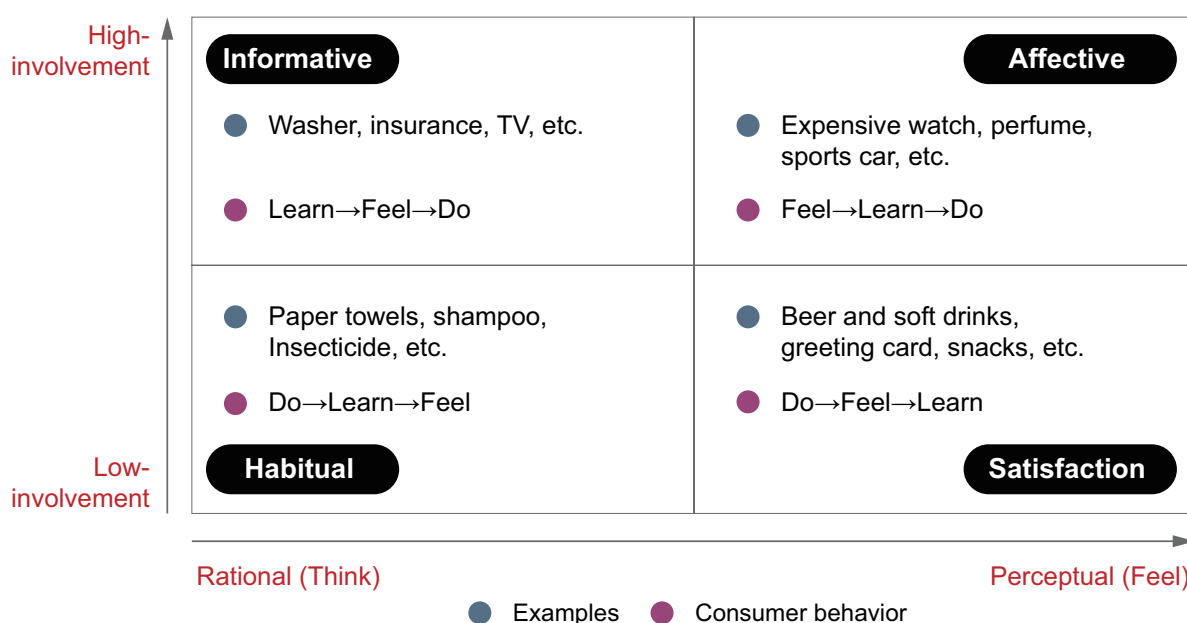 High-
involvement
Informative
Affective
Washer, insurance, TV, etc.
Expensive watch, perfume,
sports car, etc.
Learn→Feel→Do
Feel→Learn→Do
Paper towels, shampoo,
Insecticide, etc.
Beer and soft drinks,
greeting card, snacks, etc.
Do→Learn→Feel
Do→Feel→Learn
Low-
involvement
Habitual
Satisfaction
Rational (Think)
Perceptual (Feel)
Examples
Consumer behavior